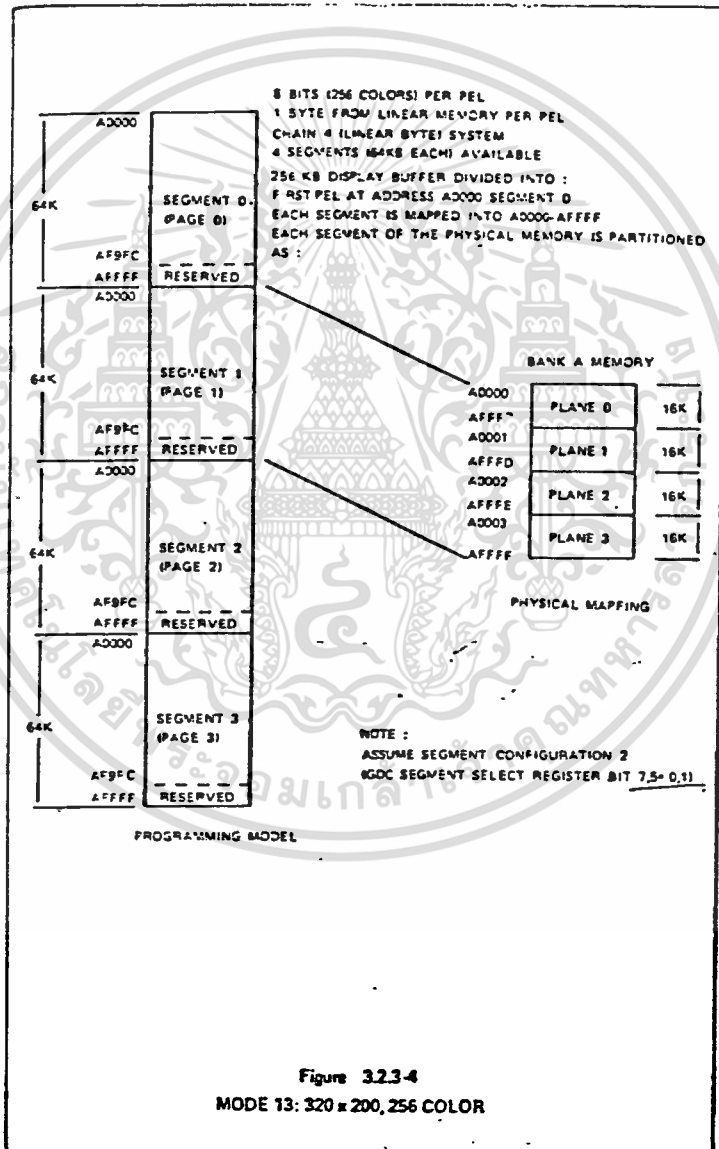 8 BITS (256 COLORS) PER PEL
1 BYTE FROM LINEAR MEMORY PER PEL
CHAIN 4 (LINEAR BYTE) SYSTEM
4 SEGMENTS (64KB EACH) AVAILABLE
256 KB DISPLAY BUFFER DIVIDED INTO :
FIRST PEL AT ADDRESS A0000 SEGMENT 0
EACH SEGMENT IS MAPPED INTO A0000-AFFFF
EACH SEGMENT OF THE PHYSICAL MEMORY IS PARTITIONED
AS :
A0000
64K
SEGMENT 0
(PAGE 0)
AF9FC
AFFFF
RESERVED
A0000
64K
SEGMENT 1
(PAGE 1)
AF9FC
AFFFF
RESERVED
A0000
64K
SEGMENT 2
(PAGE 2)
AF9FC
AFFFF
RESERVED
A0000
64K
SEGMENT 3
(PAGE 3)
AF9FC
AFFFF
RESERVED
PROGRAMMING MODEL
BANK A MEMORY
A0000
PLANE 0
16K
A0001
PLANE 1
16K
AFFFD
A0002
PLANE 2
16K
AFFFE
A0003
PLANE 3
16K
AFFFF
PHYSICAL MAPPING
NOTE :
ASSUME SEGMENT CONFIGURATION 2
(GDC SEGMENT SELECT REGISTER BIT 7,5= 0,1)
Figure 3.2.3-4
MODE 13: 320 x 200, 256 COLOR